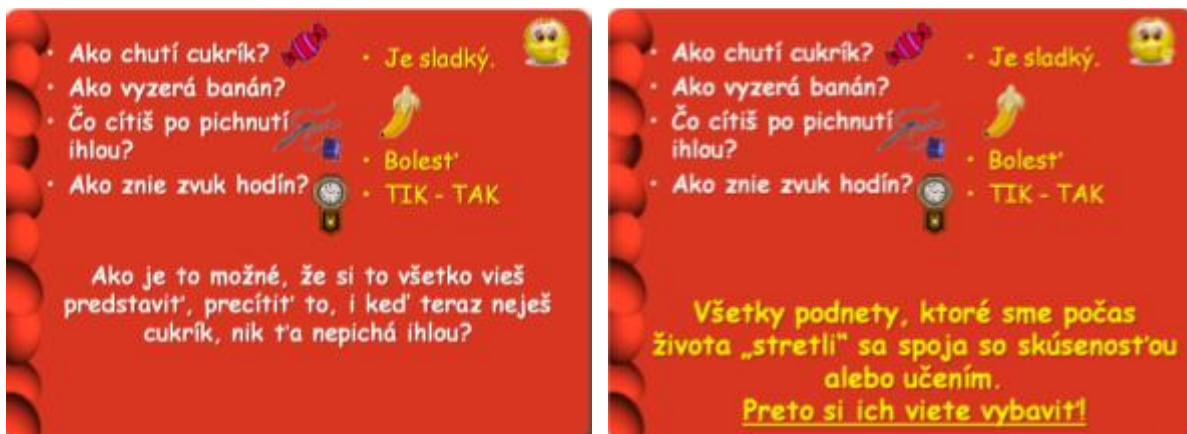 Ako chutí cukrík?
Je sladký.
Ako vyzerá banán?
Čo cítiš po pichnutí
ihlou?
Bolesť
Ako znie zvuk hodín?
TIK - TAK
Ako je to možné, že si to všetko vieš
predstaviť, precítiť to, i keď teraz neješ
cukrík, nik ťa nepichá ihlou?
Ako chutí cukrík?
Je sladký.
Ako vyzerá banán?
Čo cítiš po pichnutí
ihlou?
Bolesť
Ako znie zvuk hodín?
TIK - TAK
Všetky podnety, ktoré sme počas
života „stretli“ sa spoja so skúsenosťou
alebo učením.
Preto si ich viete vybaviť!